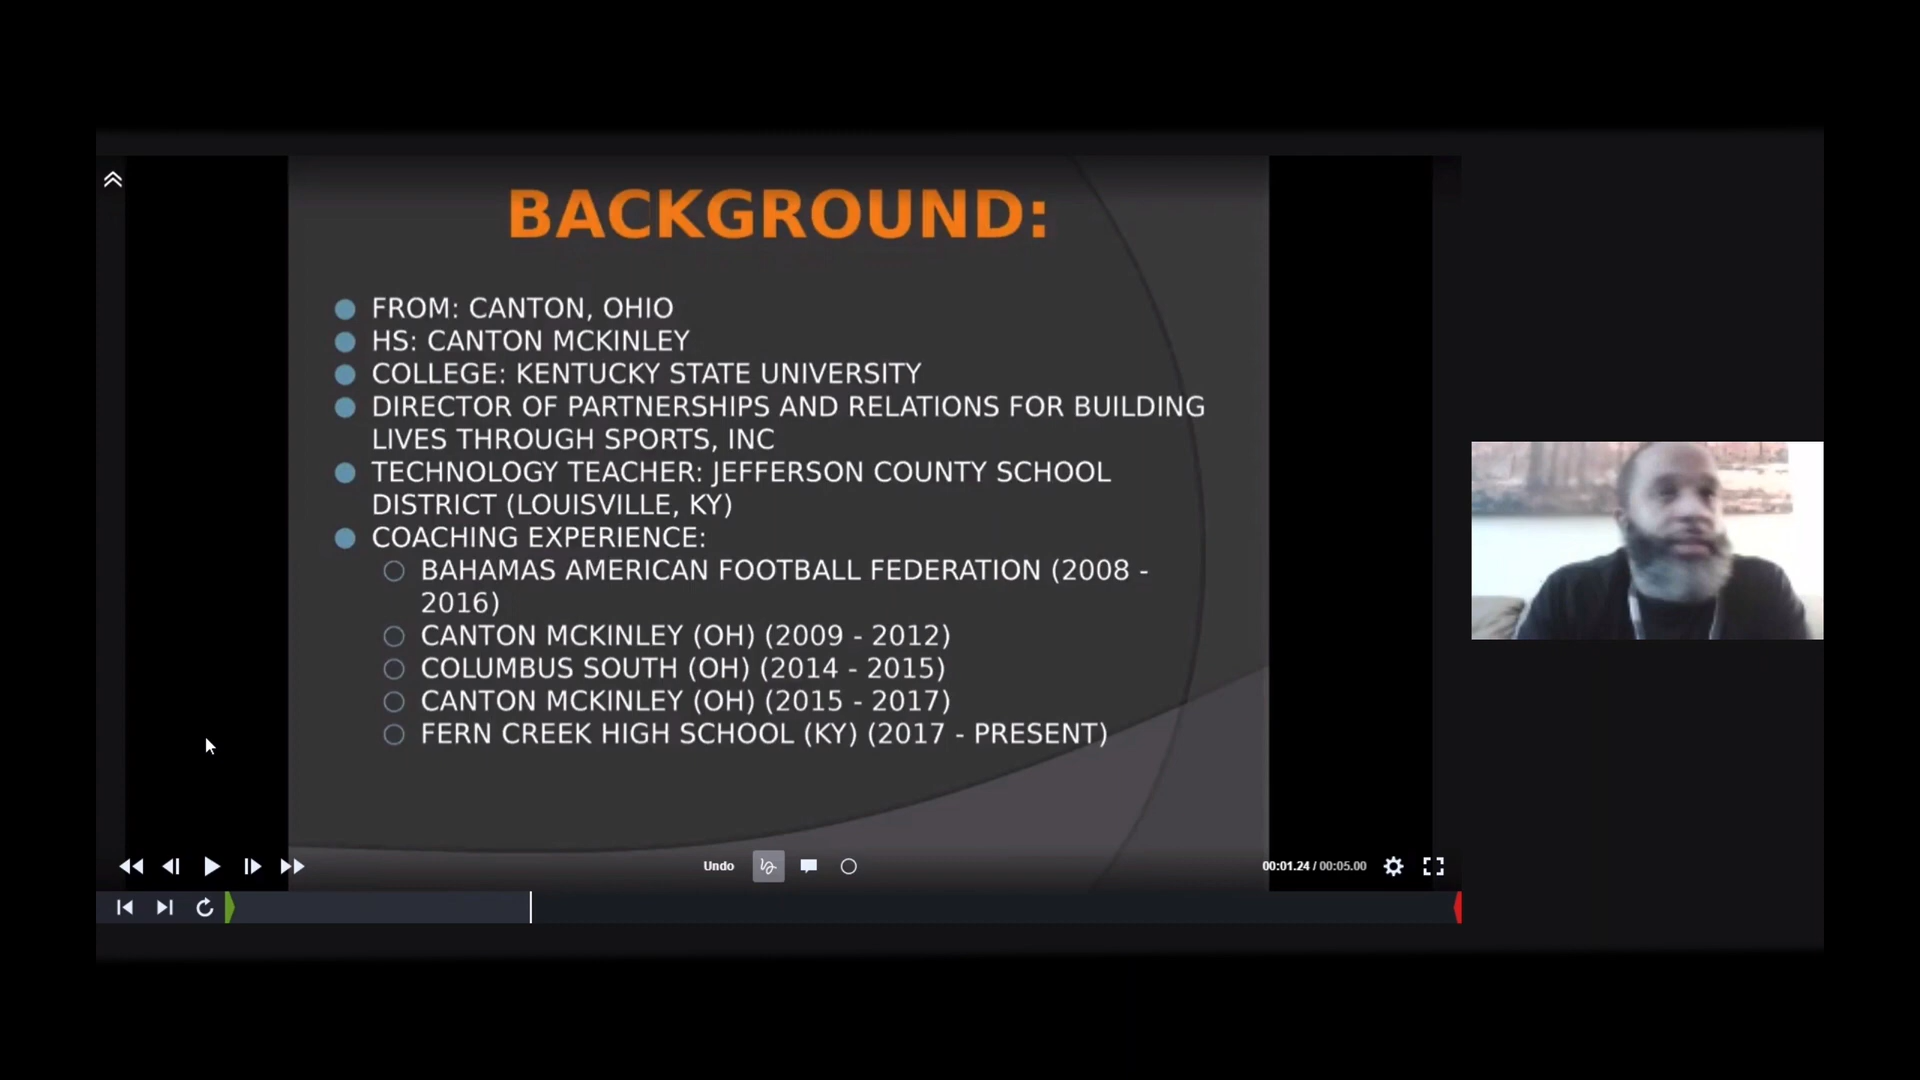 BACKGROUND:
FROM: CANTON, OHIO
HS: CANTON MCKINLEY
COLLEGE: KENTUCKY STATE UNIVERSITY
DIRECTOR OF PARTNERSHIPS AND RELATIONS FOR BUILDING
LIVES THROUGH SPORTS, INC
TECHNOLOGY TEACHER: JEFFERSON COUNTY SCHOOL
DISTRICT (LOUISVILLE, KY)
COACHING EXPERIENCE:
BAHAMAS AMERICAN FOOTBALL FEDERATION (2008 -
2016)
CANTON MCKINLEY (OH) (2009 - 2012)
COLUMBUS SOUTH (OH) (2014 - 2015)
CANTON MCKINLEY (OH) (2015 - 2017)
FERN CREEK HIGH SCHOOL (KY) (2017 - PRESENT)
Undo
00:01.24 / 00:05.00